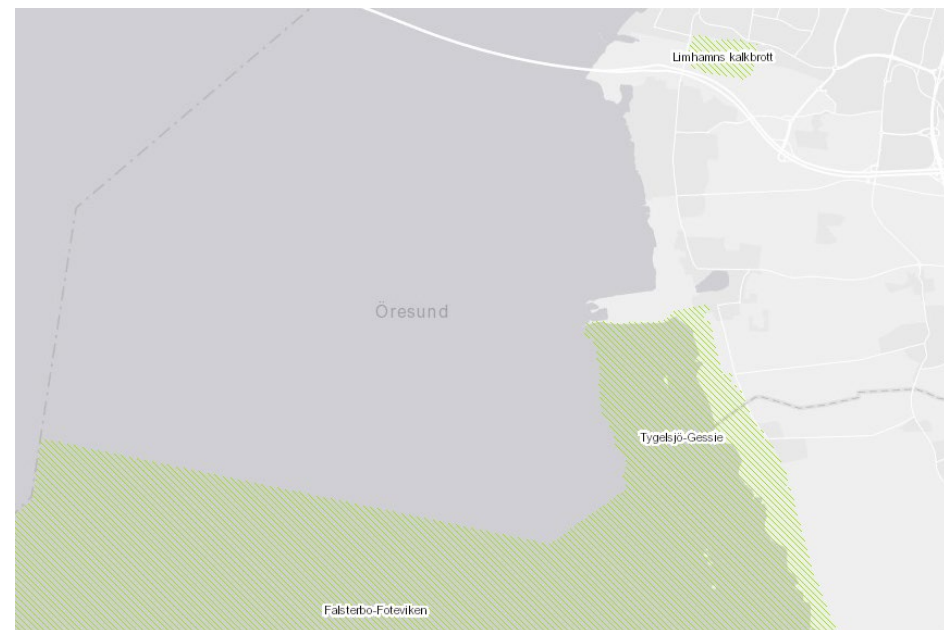 Limhamns kalkbrott
Öresund
Tygelsjö-Gessie
Falsterbo-Foteviken